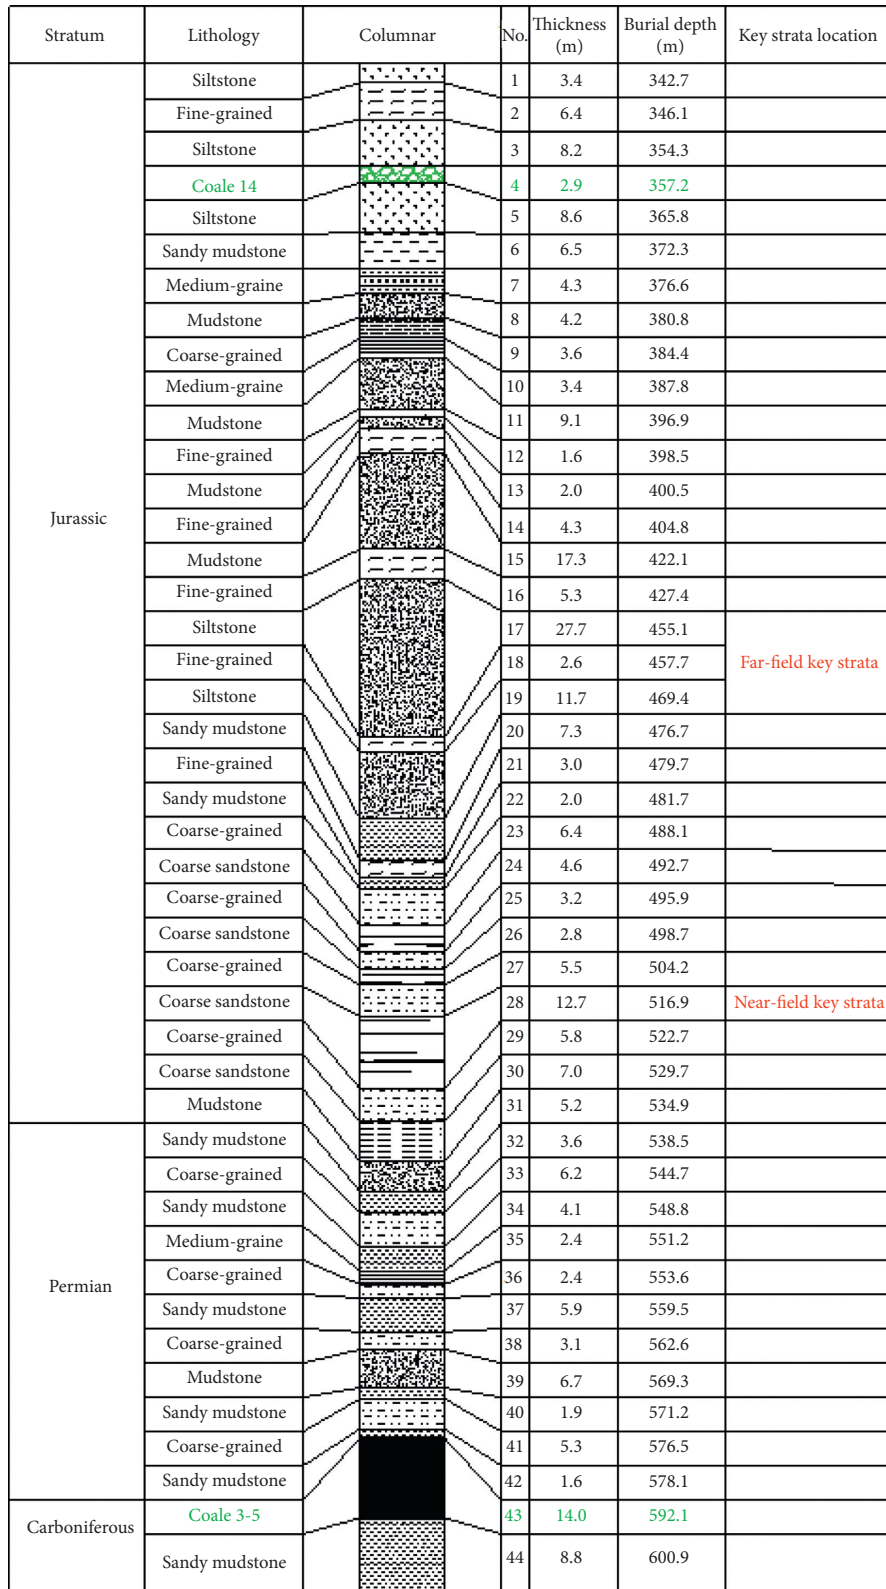 Stratum Lithology Columnar No. Thickness (m) Burial depth (m) Key strata location
Siltstone 1 3.4 342.7
Fine-grained 2 6.4 346.1
Siltstone 3 8.2 354.3
Coale 14 4 2.9 357.2
Siltstone 5 8.6 365.8
Sandy mudstone 6 6.5 372.3
Medium-graine 7 4.3 376.6
Mudstone 8 4.2 380.8
Coarse-grained 9 3.6 384.4
Medium-graine 10 3.4 387.8
Mudstone 11 9.1 396.9
Fine-grained 12 1.6 398.5
Mudstone 13 2.0 400.5
Jurassic Fine-grained 14 4.3 404.8
Mudstone 15 17.3 422.1
Fine-grained 16 5.3 427.4
Siltstone 17 27.7 455.1
Fine-grained 18 2.6 457.7 Far-field key strata
Siltstone 19 11.7 469.4
Sandy mudstone 20 7.3 476.7
Fine-grained 21 3.0 479.7
Sandy mudstone 22 2.0 481.7
Coarse-grained 23 6.4 488.1
Coarse sandstone 24 4.6 492.7
Coarse-grained 25 3.2 495.9
Coarse sandstone 26 2.8 498.7
Coarse-grained 27 5.5 504.2
Coarse sandstone 28 12.7 516.9 Near-field key strata
Coarse-grained 29 5.8 522.7
Coarse sandstone 30 7.0 529.7
Mudstone 31 5.2 534.9
Sandy mudstone 32 3.6 538.5
Coarse-grained 33 6.2 544.7
Sandy mudstone 34 4.1 548.8
Medium-graine 35 2.4 551.2
Permian Coarse-grained 36 2.4 553.6
Sandy mudstone 37 5.9 559.5
Coarse-grained 38 3.1 562.6
Mudstone 39 6.7 569.3
Sandy mudstone 40 1.9 571.2
Coarse-grained 41 5.3 576.5
Sandy mudstone 42 1.6 578.1
Carboniferous Coale 3-5 43 14.0 592.1
Sandy mudstone 44 8.8 600.9